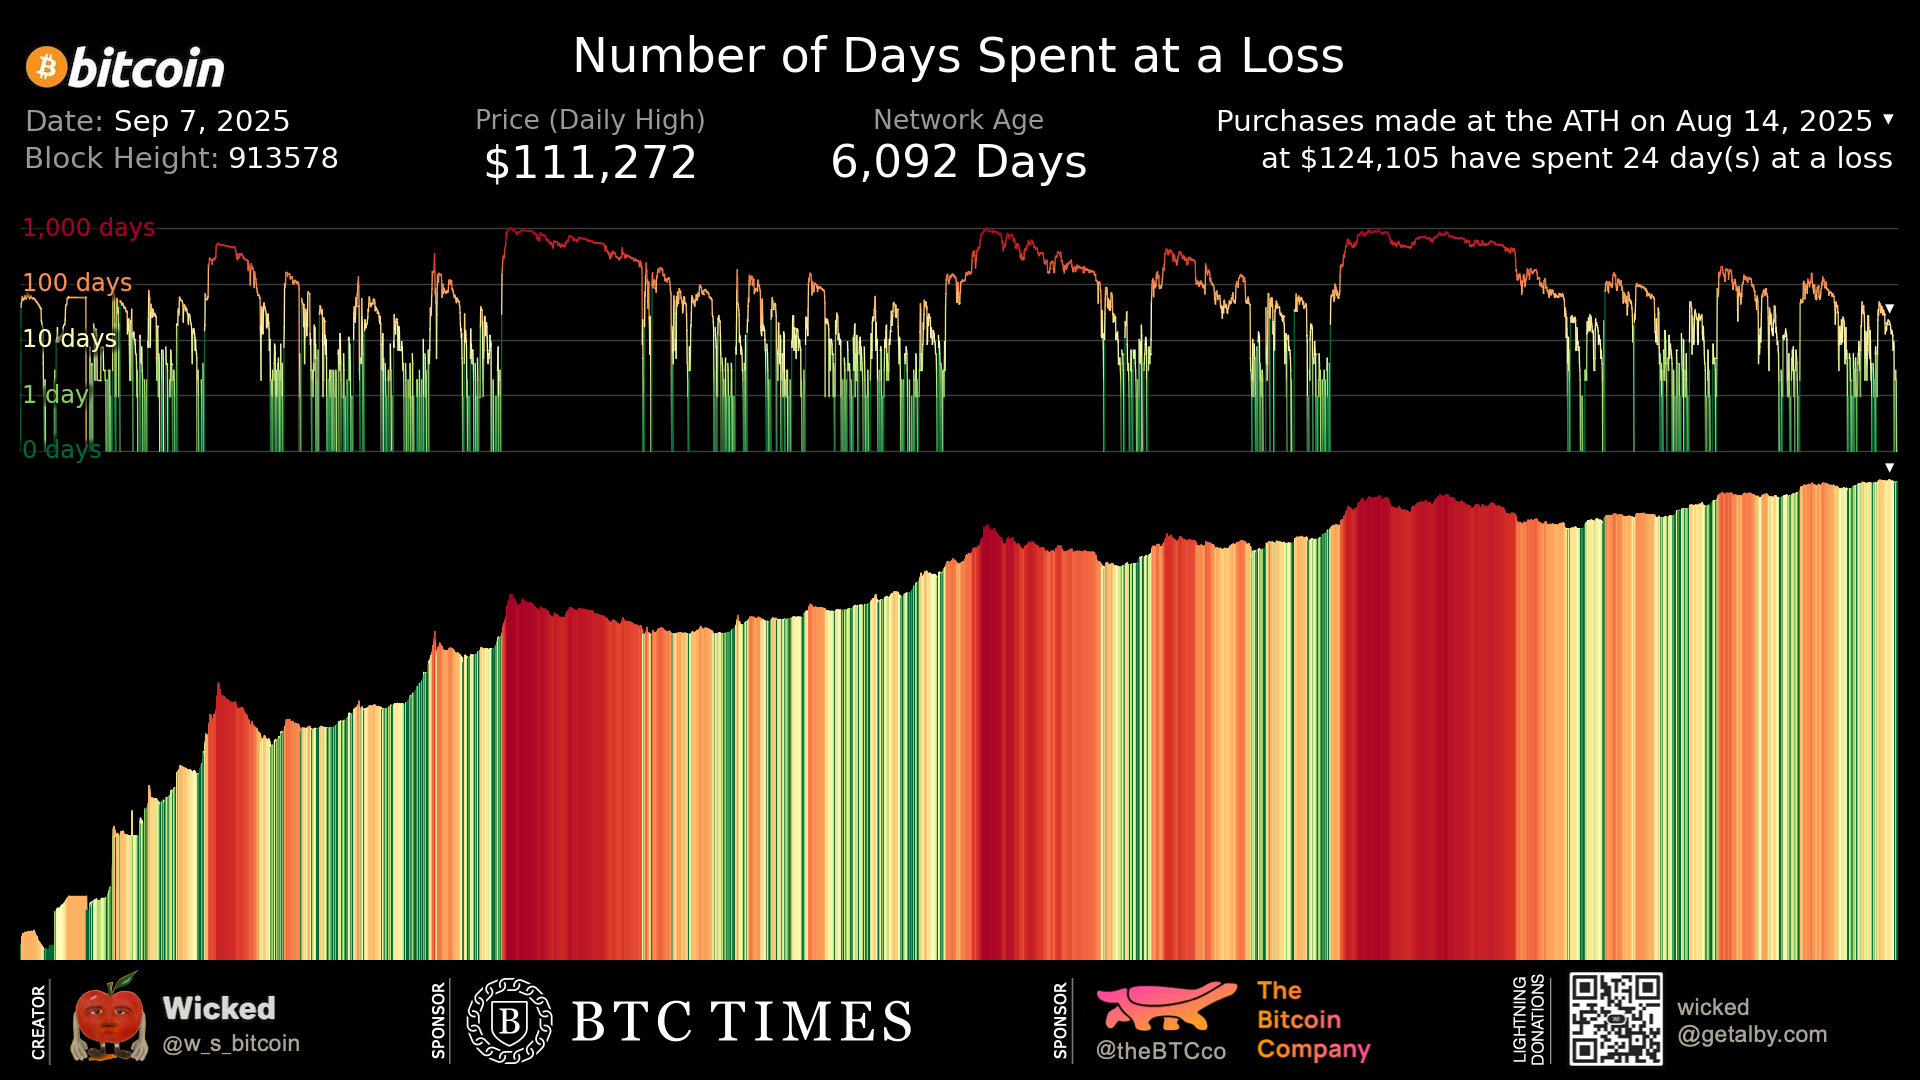 bitcoin
Number of Days Spent at a Loss
Date: Sep 7, 2025
Block Height: 913578
Price (Daily High)
$111,272
Network Age
6,092 Days
Purchases made at the ATH on Aug 14, 2025 ▾
at $124,105 have spent 24 day(s) at a loss
1,000 days
100 days
10 days
1 day
0 days
CREATOR
Wicked
@w_s_bitcoin
SPONSOR
B
BTC TIMES
SPONSOR
@theBTCco
The
Bitcoin
Company
LIGHTNING
DONATIONS
wicked
@getalby.com